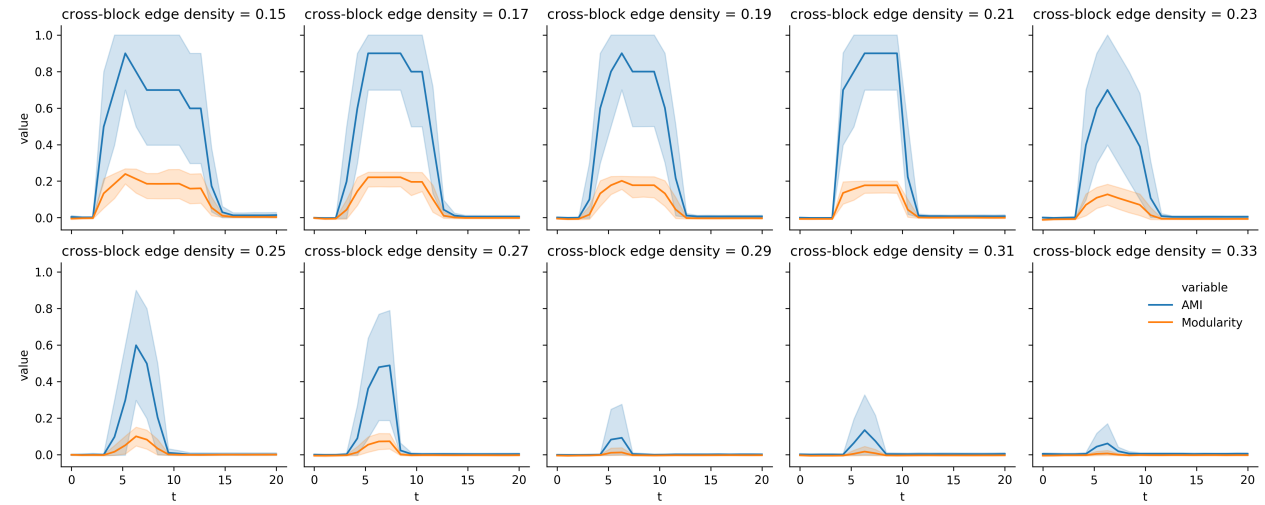 cross-block edge density = 0.15
cross-block edge density = 0.17
cross-block edge density = 0.19
cross-block edge density = 0.21
cross-block edge density = 0.23
1.0
0.8
0.6
0.4
0.2
0.0
value
cross-block edge density = 0.25
cross-block edge density = 0.27
cross-block edge density = 0.29
cross-block edge density = 0.31
cross-block edge density = 0.33
1.0
0.8
0.6
0.4
0.2
0.0
value
variable
AMI
Modularity
0 5 10 15 20
0 5 10 15 20
0 5 10 15 20
0 5 10 15 20
0 5 10 15 20
t
t
t
t
t